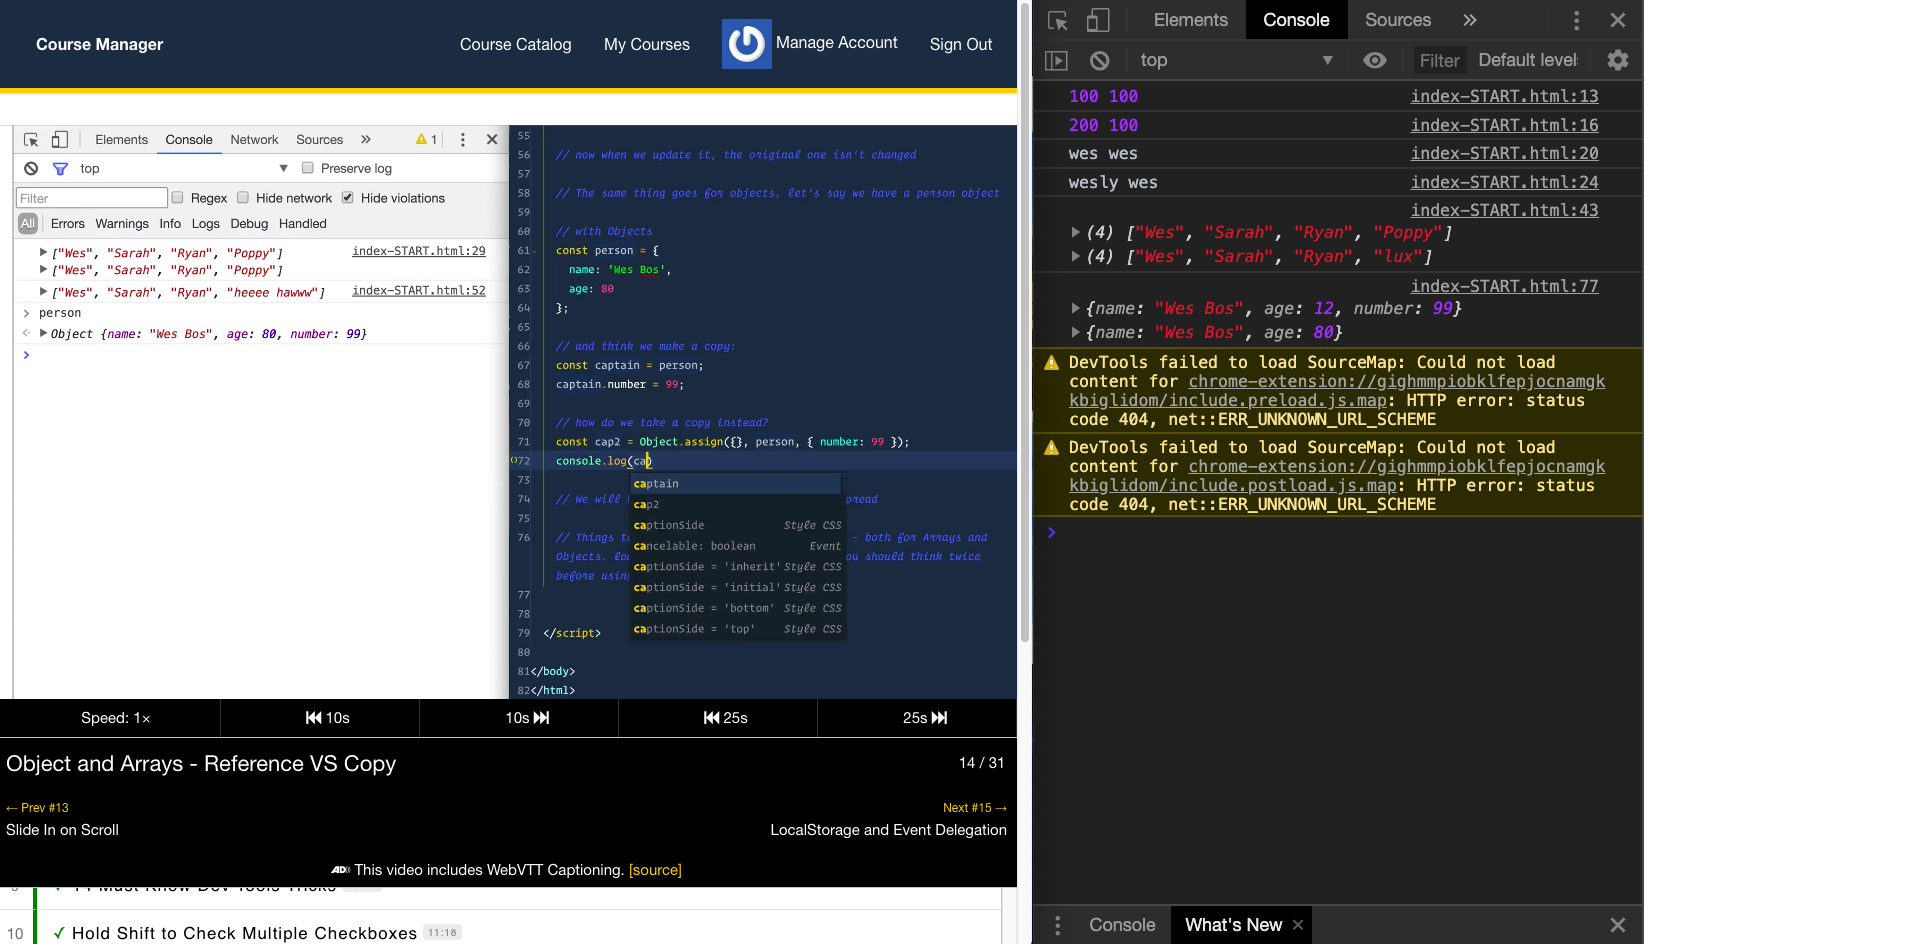 Course Manager
Course Catalog
My Courses
Manage Account
Sign Out
Elements
Console
Network
Sources
»
1
top
▼
Preserve log
Filter
Regex
Hide network
Hide violations
All
Errors
Warnings
Info
Logs
Debug
Handled
▶ ["Wes", "Sarah", "Ryan", "Poppy"] index-START.html:29
▶ ["Wes", "Sarah", "Ryan", "Poppy"]
▶ ["Wes", "Sarah", "Ryan", "heeee hawww"] index-START.html:52
> person
▶ Object {name: "Wes Bos", age: 80, number: 99}
>
55
56 // now when we update it, the original one isn't changed
57
58 // The same thing goes for objects, let's say we have a person object
59
60 // with Objects
61 const person = {
62 name: 'Wes Bos',
63 age: 80
64 };
65
66 // and think we make a copy:
67 const captain = person;
68 captain.number = 99;
69
70 // how do we take a copy instead?
71 const cap2 = Object.assign({}, person, { number: 99 });
72 console.log(ca)
73
captain
cap2
captionSide Style CSS
cancelable: boolean Event
captionSide = 'inherit' Style CSS
captionSide = 'initial' Style CSS
captionSide = 'bottom' Style CSS
captionSide = 'top' Style CSS
74 // We will
75
76 // Things - both for Arrays and
Objects. should think twice
before using
77
78
79 </script>
80
81 </body>
82 </html>
Speed: 1×
⏮ 10s
10s ⏭
⏮ 25s
25s ⏭
Object and Arrays - Reference VS Copy
14 / 31
← Prev #13
Next #15 →
Slide In on Scroll
LocalStorage and Event Delegation
AD)) This video includes WebVTT Captioning. [source]
14 Must Know Dev Tools Tricks
10 ✓ Hold Shift to Check Multiple Checkboxes 11:18
Elements
Console
Sources
»
top
▼
Filter
Default level
100 100 index-START.html:13
200 100 index-START.html:16
wes wes index-START.html:20
wesly wes index-START.html:24
index-START.html:43
▶ (4) ["Wes", "Sarah", "Ryan", "Poppy"]
▶ (4) ["Wes", "Sarah", "Ryan", "lux"]
index-START.html:77
▶ {name: "Wes Bos", age: 12, number: 99}
▶ {name: "Wes Bos", age: 80}
DevTools failed to load SourceMap: Could not load
content for chrome-extension://gighmmpiobklfepjocnamgk
kbiglidom/include.preload.js.map: HTTP error: status
code 404, net::ERR_UNKNOWN_URL_SCHEME
DevTools failed to load SourceMap: Could not load
content for chrome-extension://gighmmpiobklfepjocnamgk
kbiglidom/include.postload.js.map: HTTP error: status
code 404, net::ERR_UNKNOWN_URL_SCHEME
>
Console
What's New